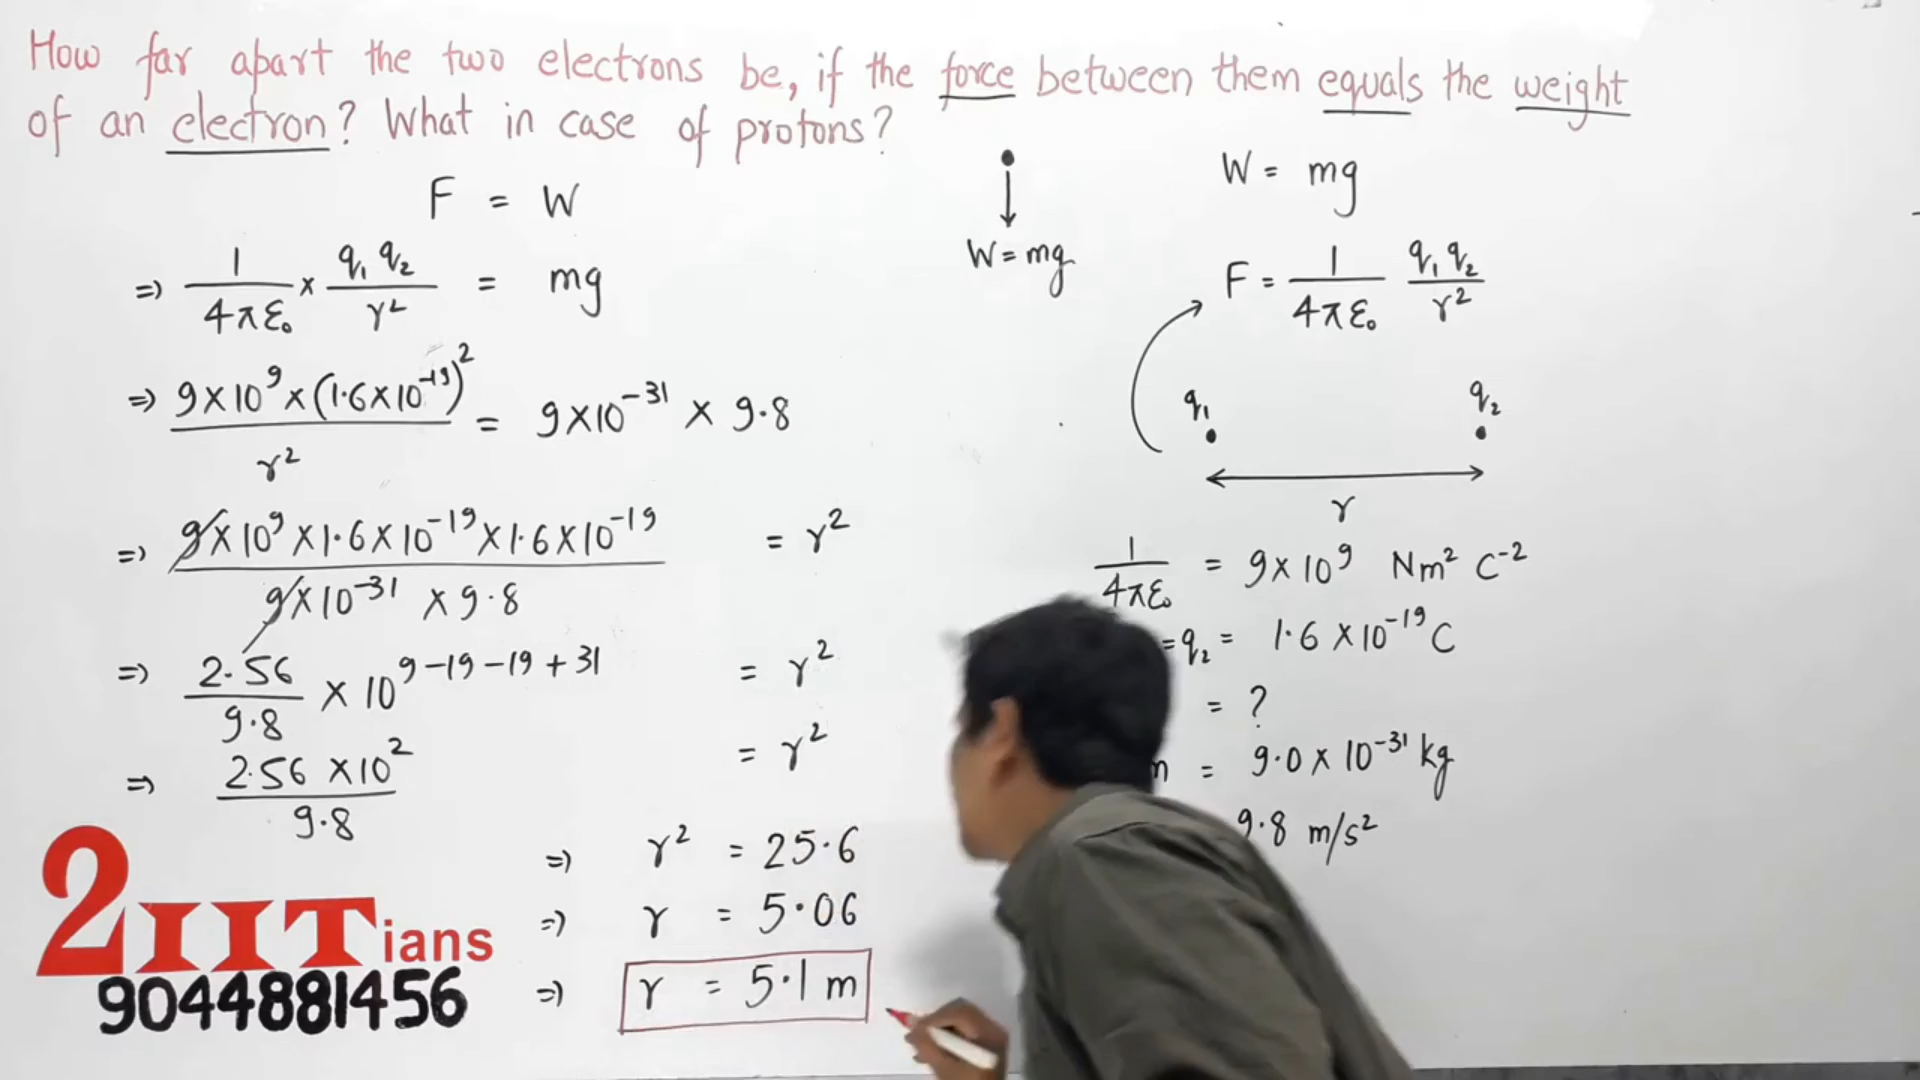 How far apart the two electrons be, if the force between them equals the weight
of an electron? What in case of protons?
F = W
=> 1/4πε₀ × q₁q₂/r² = mg
=> 9×10⁹×(1.6×10⁻¹⁹)²/r² = 9×10⁻³¹ × 9.8
=> 9×10⁹×1.6×10⁻¹⁹×1.6×10⁻¹⁹/9×10⁻³¹ × 9.8 = r²
=> 2.56/9.8 × 10⁹⁻¹⁹⁻¹⁹⁺³¹ = r²
=> 2.56 ×10²/9.8 = r²
=> r² = 25.6
=> r = 5.06
=> r = 5.1 m
W = mg
W = mg
F = 1/4πε₀ q₁q₂/r²
q₁ q₂
r
1/4πε₀ = 9×10⁹ Nm² C⁻²
=q₂ = 1.6 ×10⁻¹⁹ C
= ?
m = 9.0 × 10⁻³¹ kg
9.8 m/s²
2IITians
9044881456